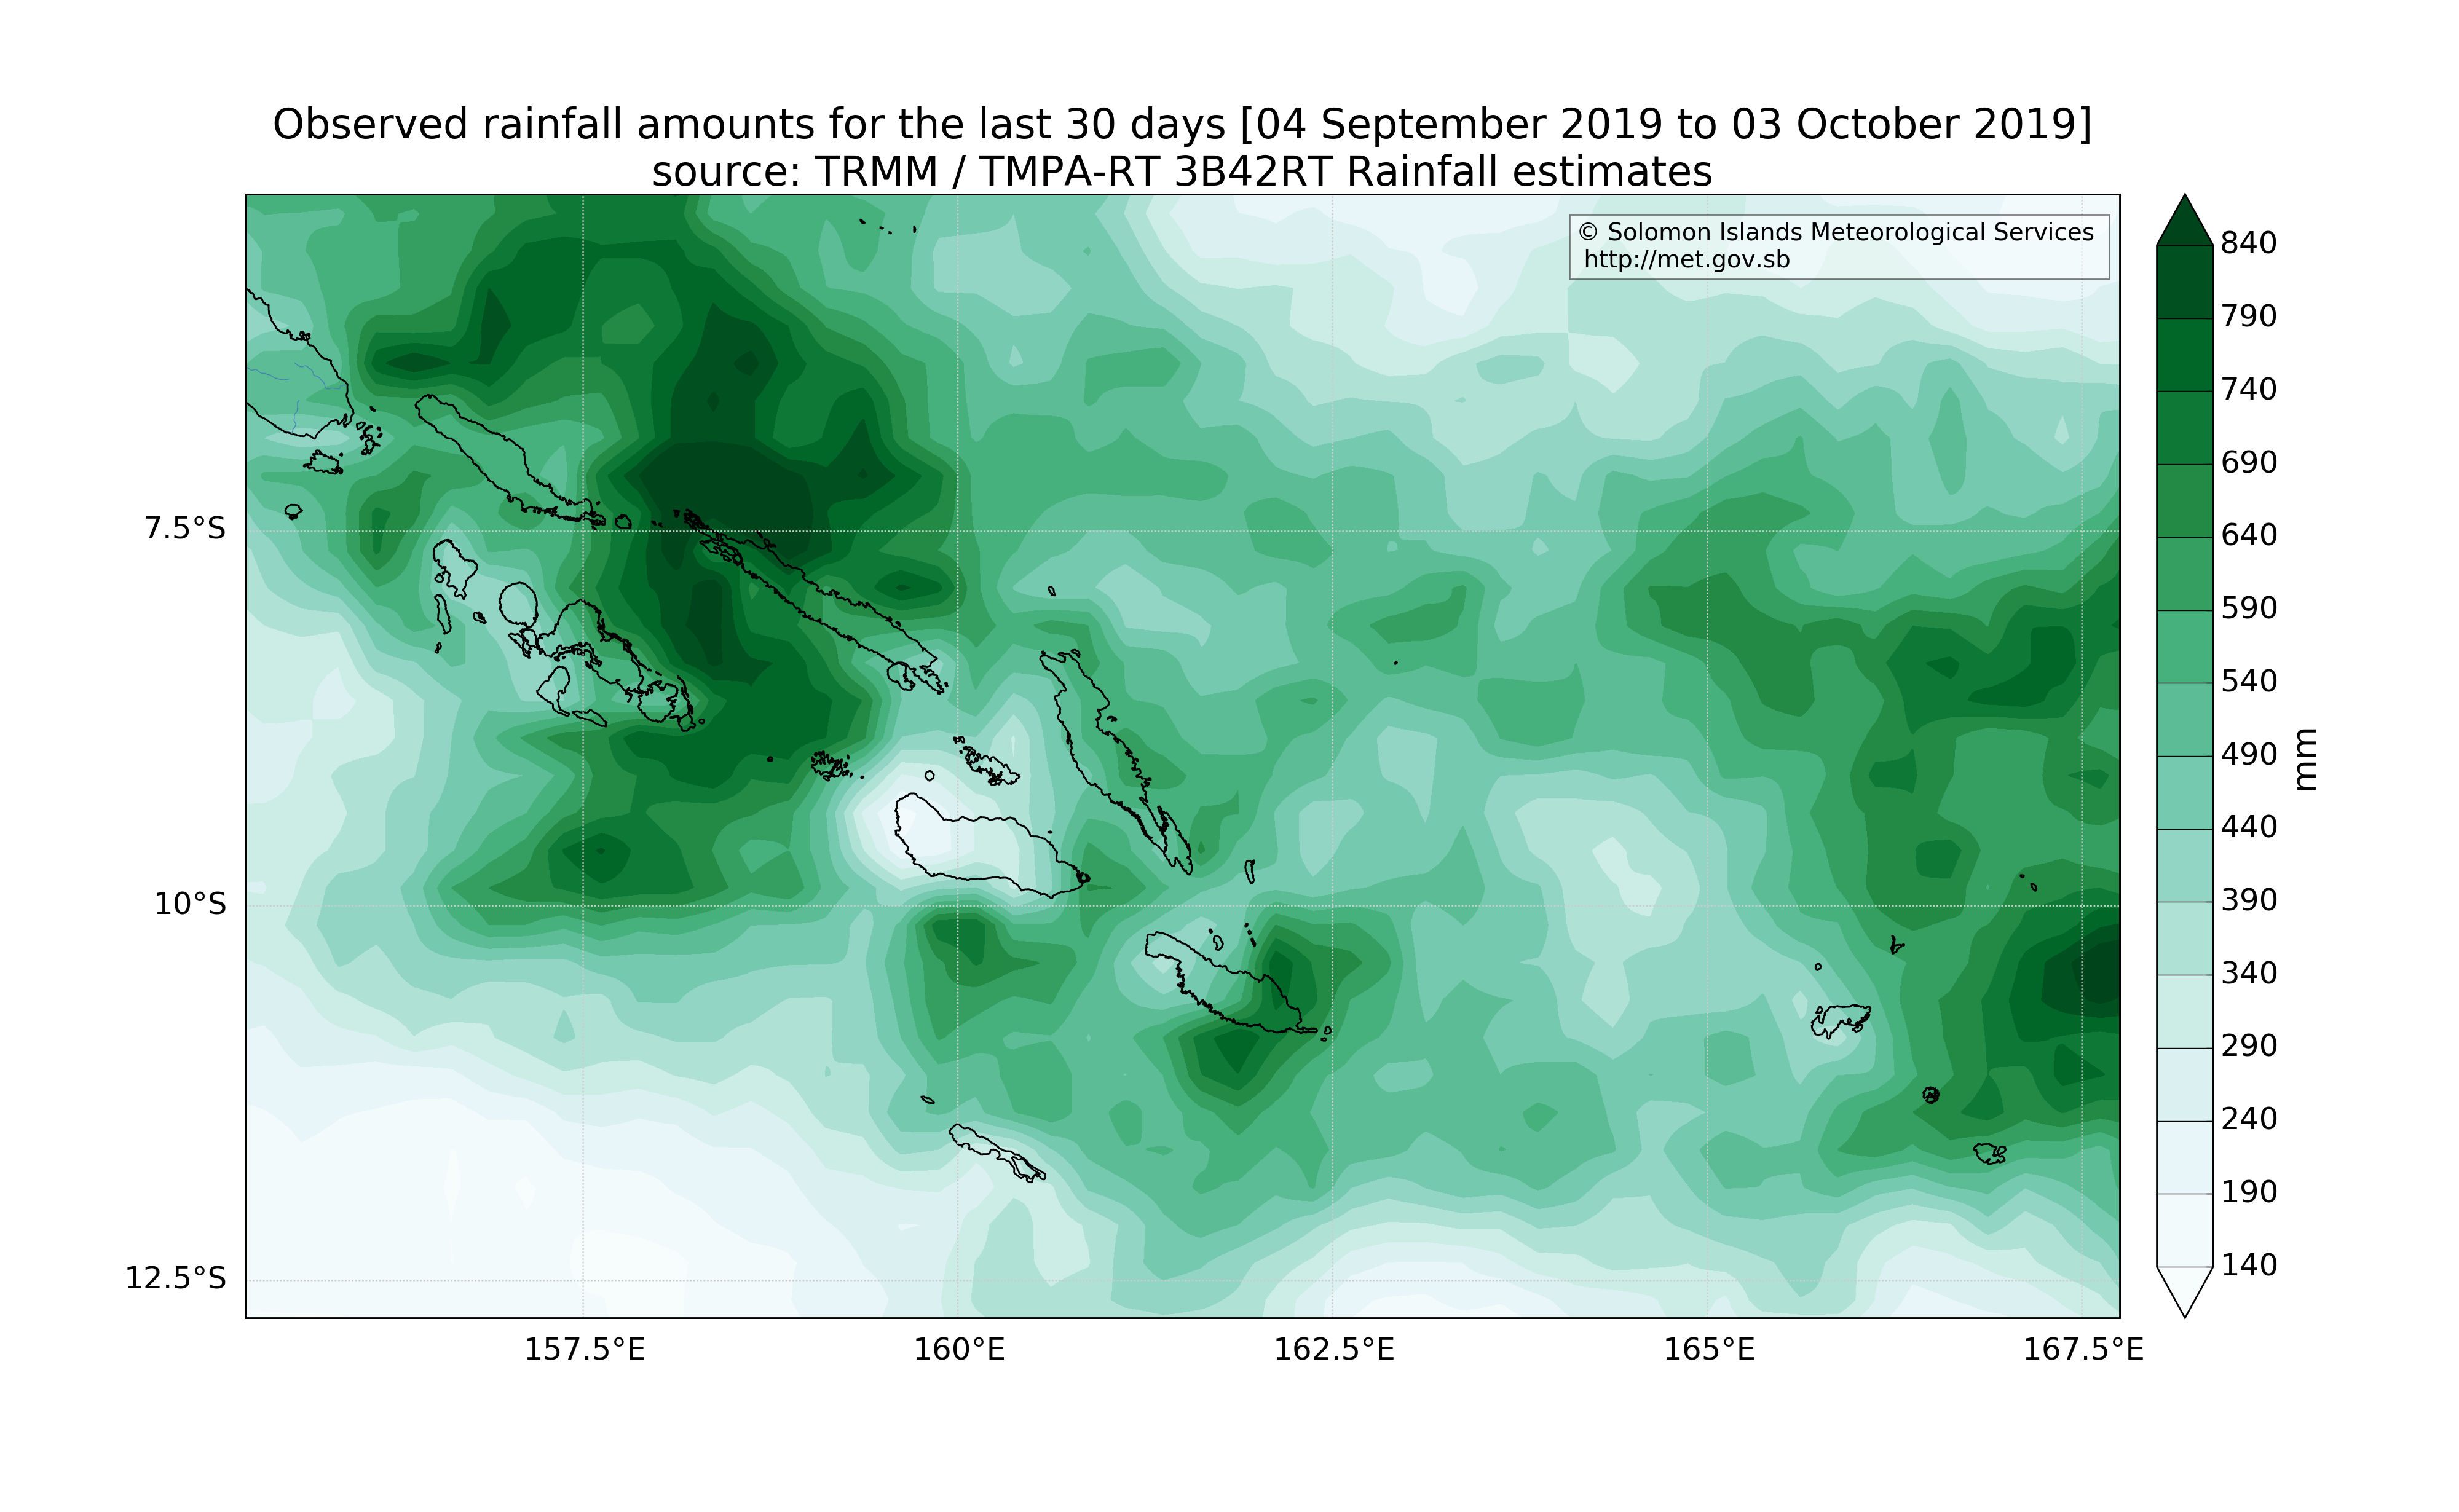 Observed rainfall amounts for the last 30 days [04 September 2019 to 03 October 2019]
source: TRMM / TMPA-RT 3B42RT Rainfall estimates
© Solomon Islands Meteorological Services
http://met.gov.sb
7.5°S
10°S
12.5°S
157.5°E
160°E
162.5°E
165°E
167.5°E
840
790
740
690
640
590
540
490
440
390
340
290
240
190
140
mm